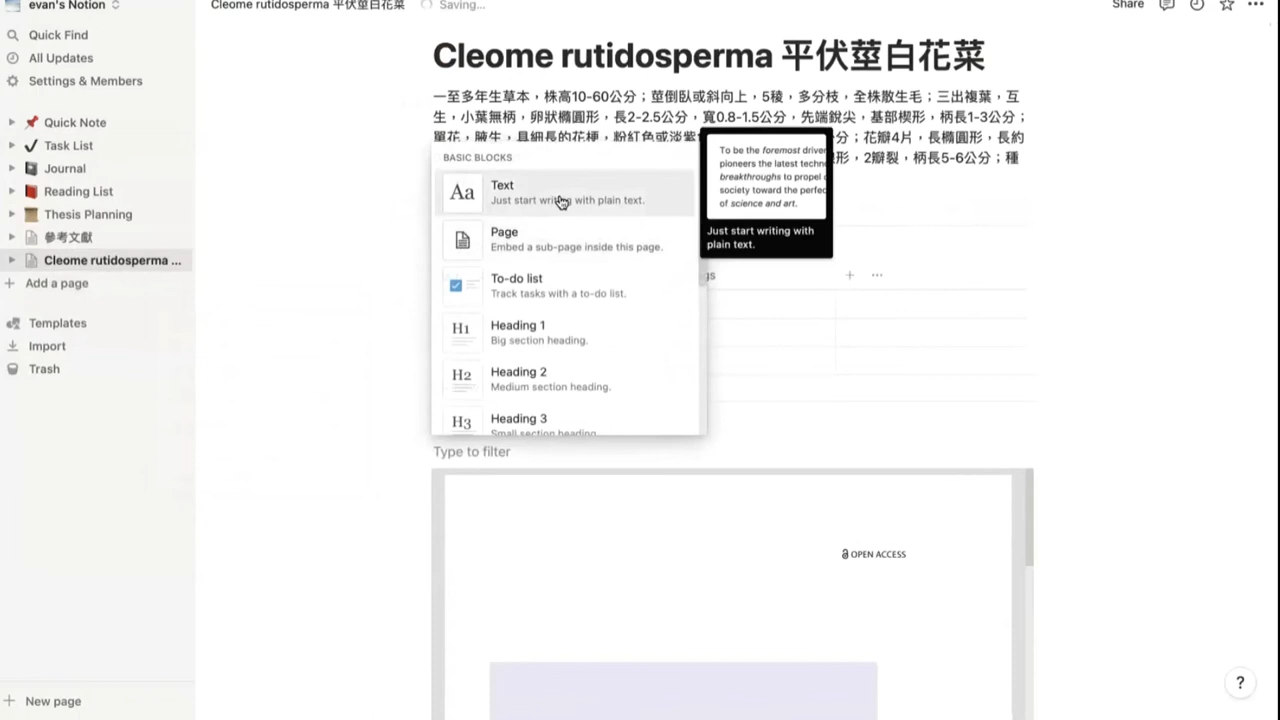 evan's Notion
Cleome rutidosperma 平伏莖白花菜
Saving...
Share
Quick Find
All Updates
Settings & Members
Quick Note
Task List
Journal
Reading List
Thesis Planning
參考文獻
Cleome rutidosperma ...
Add a page
Templates
Import
Trash
New page
Cleome rutidosperma 平伏莖白花菜
一至多年生草本，株高10-60公分；莖倒臥或斜向上，5稜，多分枝，全株散生毛；三出複葉，互
生，小葉無柄，卵狀橢圓形，長2-2.5公分，寬0.8-1.5公分，先端銳尖，基部楔形，柄長1-3公分；
單花，腋生，具細長的花梗，粉紅色或淡紫 分；花瓣4片，長橢圓形，長約
形，2瓣裂，柄長5-6公分；種
BASIC BLOCKS
Aa
Text
Just start writing with plain text.
Page
Embed a sub-page inside this page.
To-do list
Track tasks with a to-do list.
H1
Heading 1
Big section heading.
H2
Heading 2
Medium section heading.
H3
Heading 3
Small section heading.
To be the foremost driver
pioneers the latest techno
breakthroughs to propel
society toward the perfec
of science and art.
Just start writing with
plain text.
gs
Type to filter
OPEN ACCESS
?